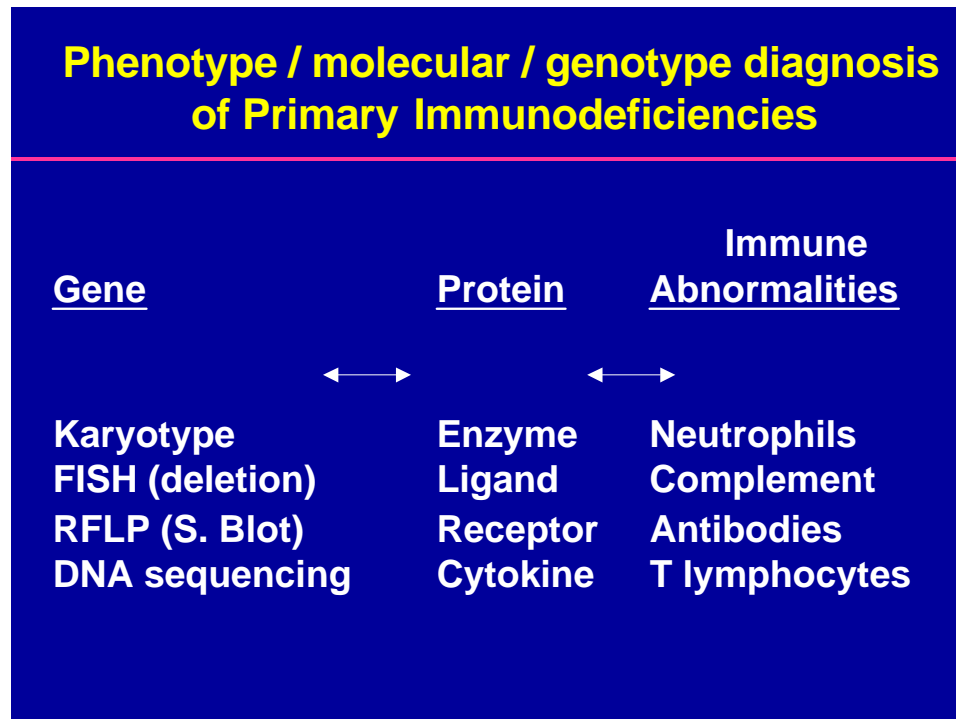 Phenotype / molecular / genotype diagnosis
of Primary Immunodeficiencies
Immune
Gene Protein Abnormalities
Karyotype Enzyme Neutrophils
FISH (deletion) Ligand Complement
RFLP (S. Blot) Receptor Antibodies
DNA sequencing Cytokine T lymphocytes